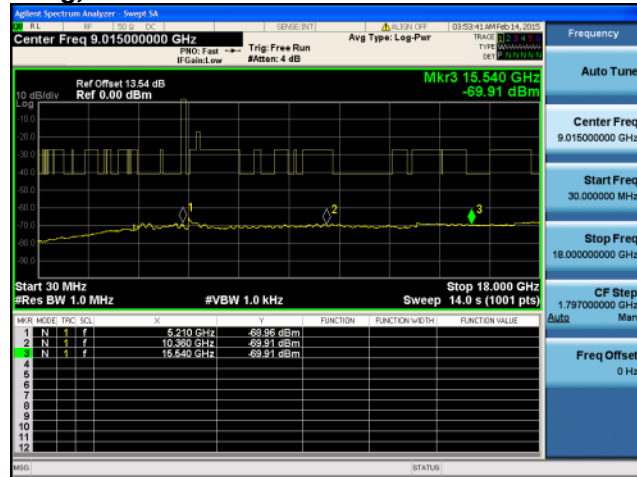 Agilent Spectrum Analyzer - Swept SA
RL RF 50 Ω DC SENSE:INT ALIGN OFF 03:53:41 AM Feb 14, 2015
Center Freq 9.015000000 GHz
PNO: Fast
IFGain:Low
Trig: Free Run
#Atten: 4 dB
Avg Type: Log-Pwr
TRACE 1 2 3 4 5 6
TYPE
DET P N N N N N
Mkr3 15.540 GHz
-69.91 dBm
Ref Offset 13.54 dB
10 dB/div Ref 0.00 dBm
Log
-10.0
-20.0
-30.0
-40.0
-50.0
-60.0
-70.0
-80.0
-90.0
1
2
3
Start 30 MHz Stop 18.000 GHz
#Res BW 1.0 MHz #VBW 1.0 kHz Sweep 14.0 s (1001 pts)
MKR MODE TRC SCL X Y FUNCTION FUNCTION WIDTH FUNCTION VALUE
1 N 1 f 5.210 GHz -68.96 dBm
2 N 1 f 10.360 GHz -69.91 dBm
3 N 1 f 15.540 GHz -69.91 dBm
4
5
6
7
8
9
10
11
12
MSG STATUS
Frequency
Auto Tune
Center Freq
9.015000000 GHz
Start Freq
30.000000 MHz
Stop Freq
18.000000000 GHz
CF Step
1.797000000 GHz
Auto Man
Freq Offset
0 Hz